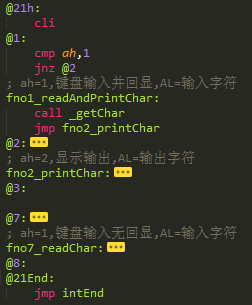 @21h:
cli
@1:
cmp ah,1
jnz @2
; ah=1,键盘输入并回显,AL=输入字符
fno1_readAndPrintChar:
call _getChar
jmp fno2_printChar
@2:
; ah=2,显示输出,AL=输出字符
fno2_printChar:
@3:
@7:
; ah=1,键盘输入无回显,AL=输入字符
fno7_readChar:
@8:
@21End:
jmp intEnd